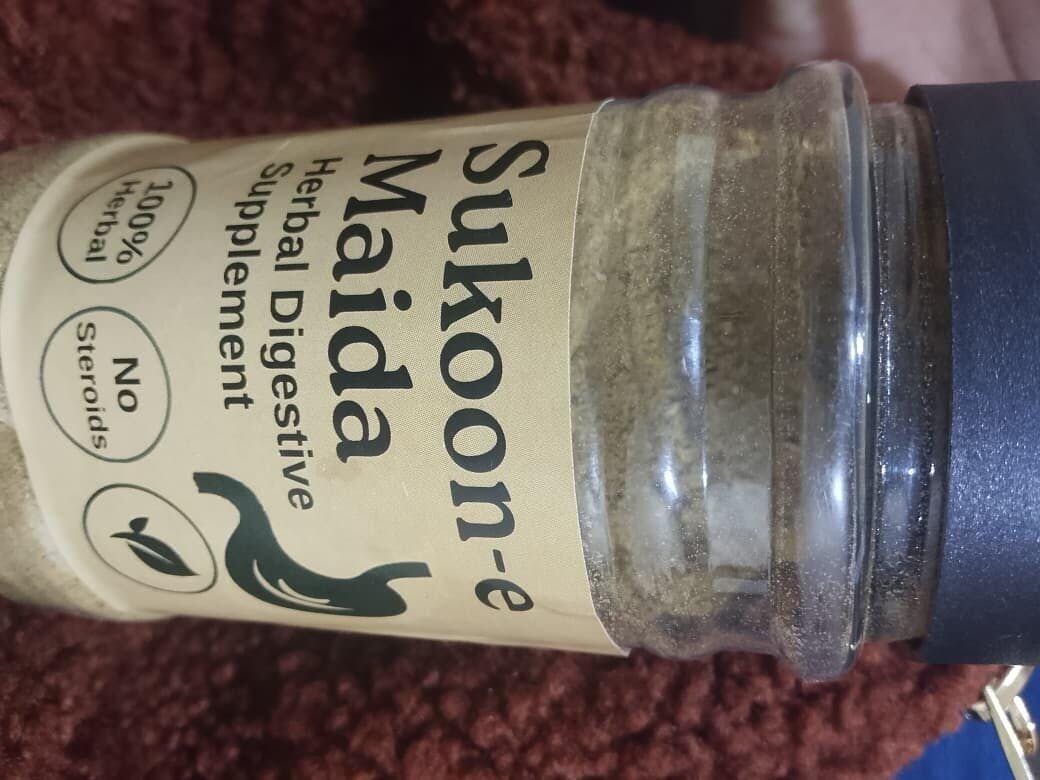 Sukoon-e
Maida
Herbal Digestive
Supplement
100%
Herbal
No
Steroids